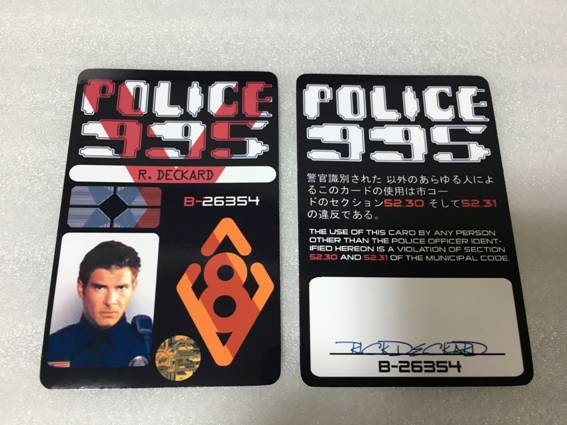 POLICE
995
R. DECKARD
B-26354
POLICE
995
警官識別された 以外のあらゆる人によ
るこのカードの使用は市コー
ドのセクション52.30 そして52.31
の違反である。
THE USE OF THIS CARD BY ANY PERSON
OTHER THAN THE POLICE OFFICER IDENT-
IFIED HEREON IS A VIOLATION OF SECTION
52.30 AND 52.31 OF THE MUNICIPAL CODE.
RICK DECKARD
B-26354